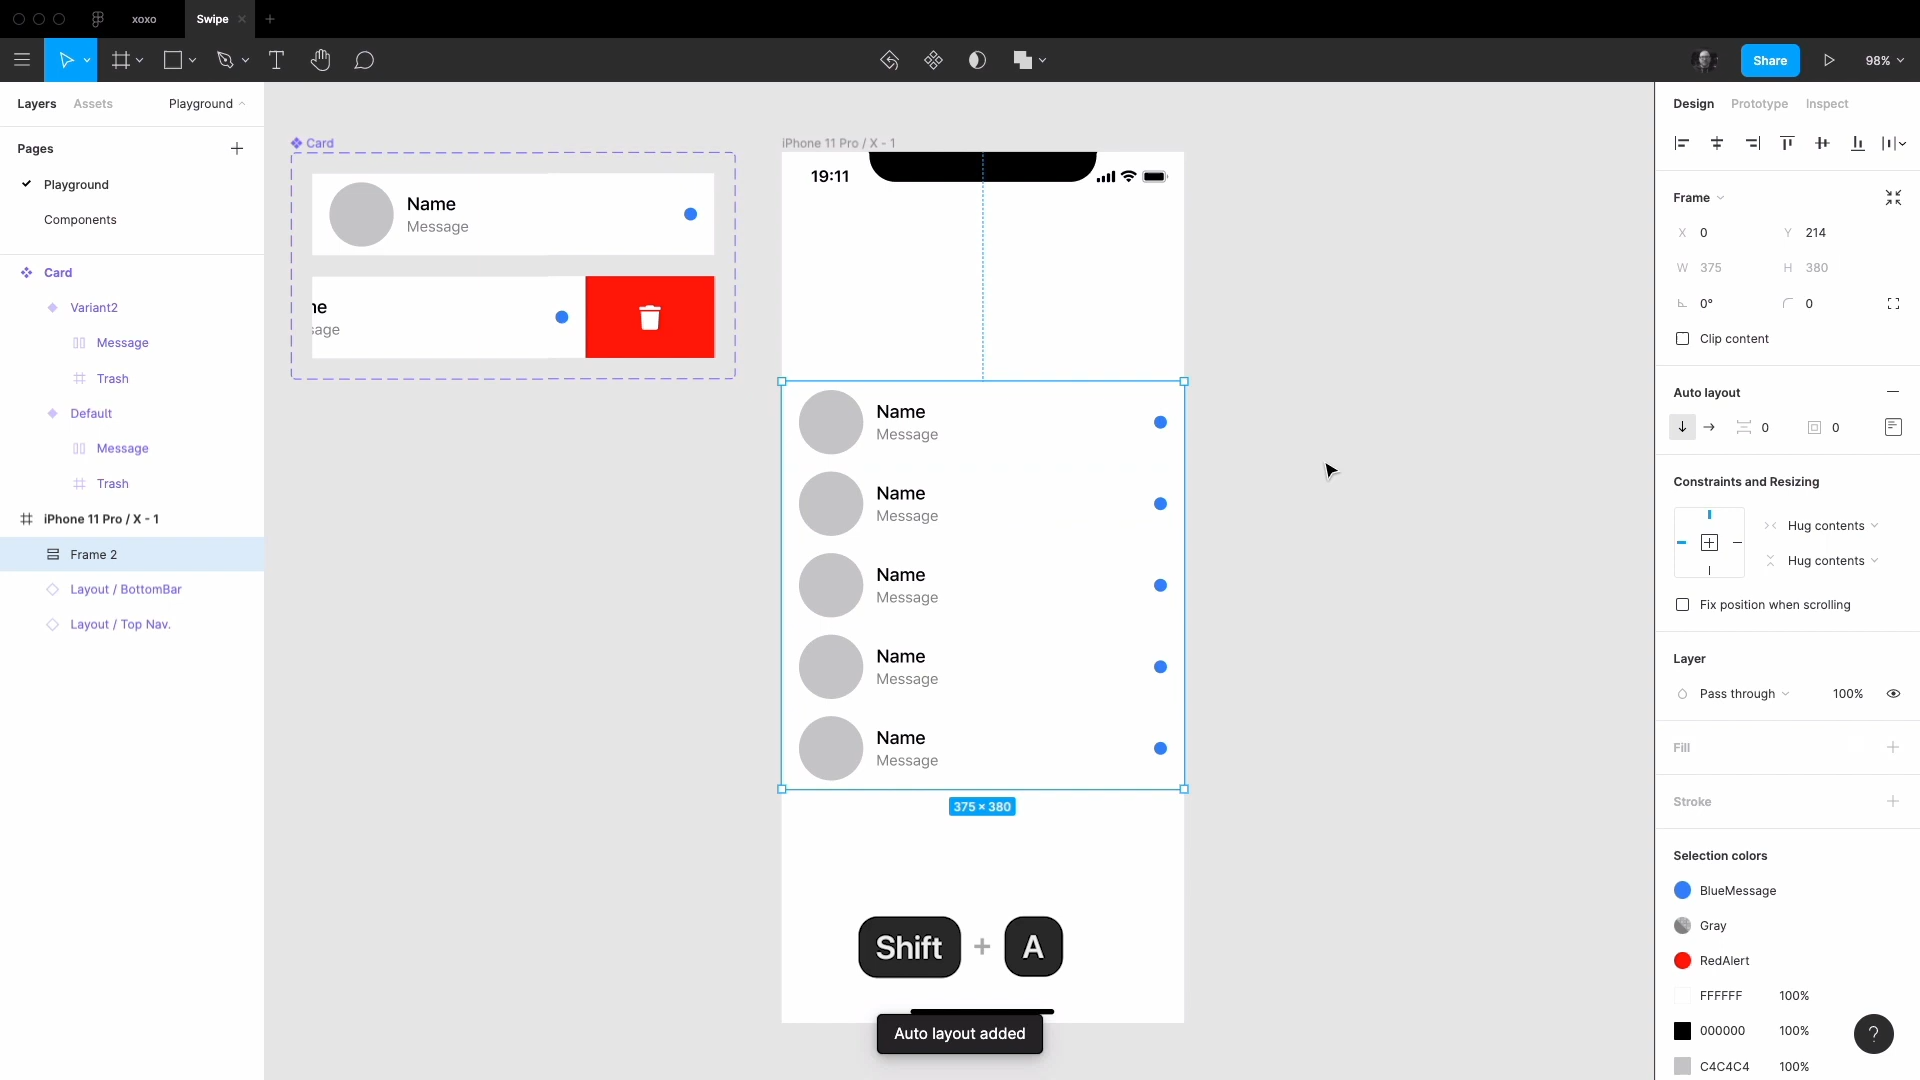 xoxo
Swipe
Share
98%
Layers
Assets
Playground
Pages
Playground
Components
Card
Variant2
Message
Trash
Default
Message
Trash
iPhone 11 Pro / X - 1
Frame 2
Layout / BottomBar
Layout / Top Nav.
Card
Name
Message
ne
sage
iPhone 11 Pro / X - 1
19:11
Name
Message
Name
Message
Name
Message
Name
Message
Name
Message
375 × 380
Shift + A
Auto layout added
Design
Prototype
Inspect
Frame
X 0
Y 214
W 375
H 380
0°
0
Clip content
Auto layout
0
0
Constraints and Resizing
Hug contents
Hug contents
Fix position when scrolling
Layer
Pass through
100%
Fill
Stroke
Selection colors
BlueMessage
Gray
RedAlert
FFFFFF 100%
000000 100%
C4C4C4 100%
?